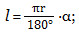 l = πr/180° · α;